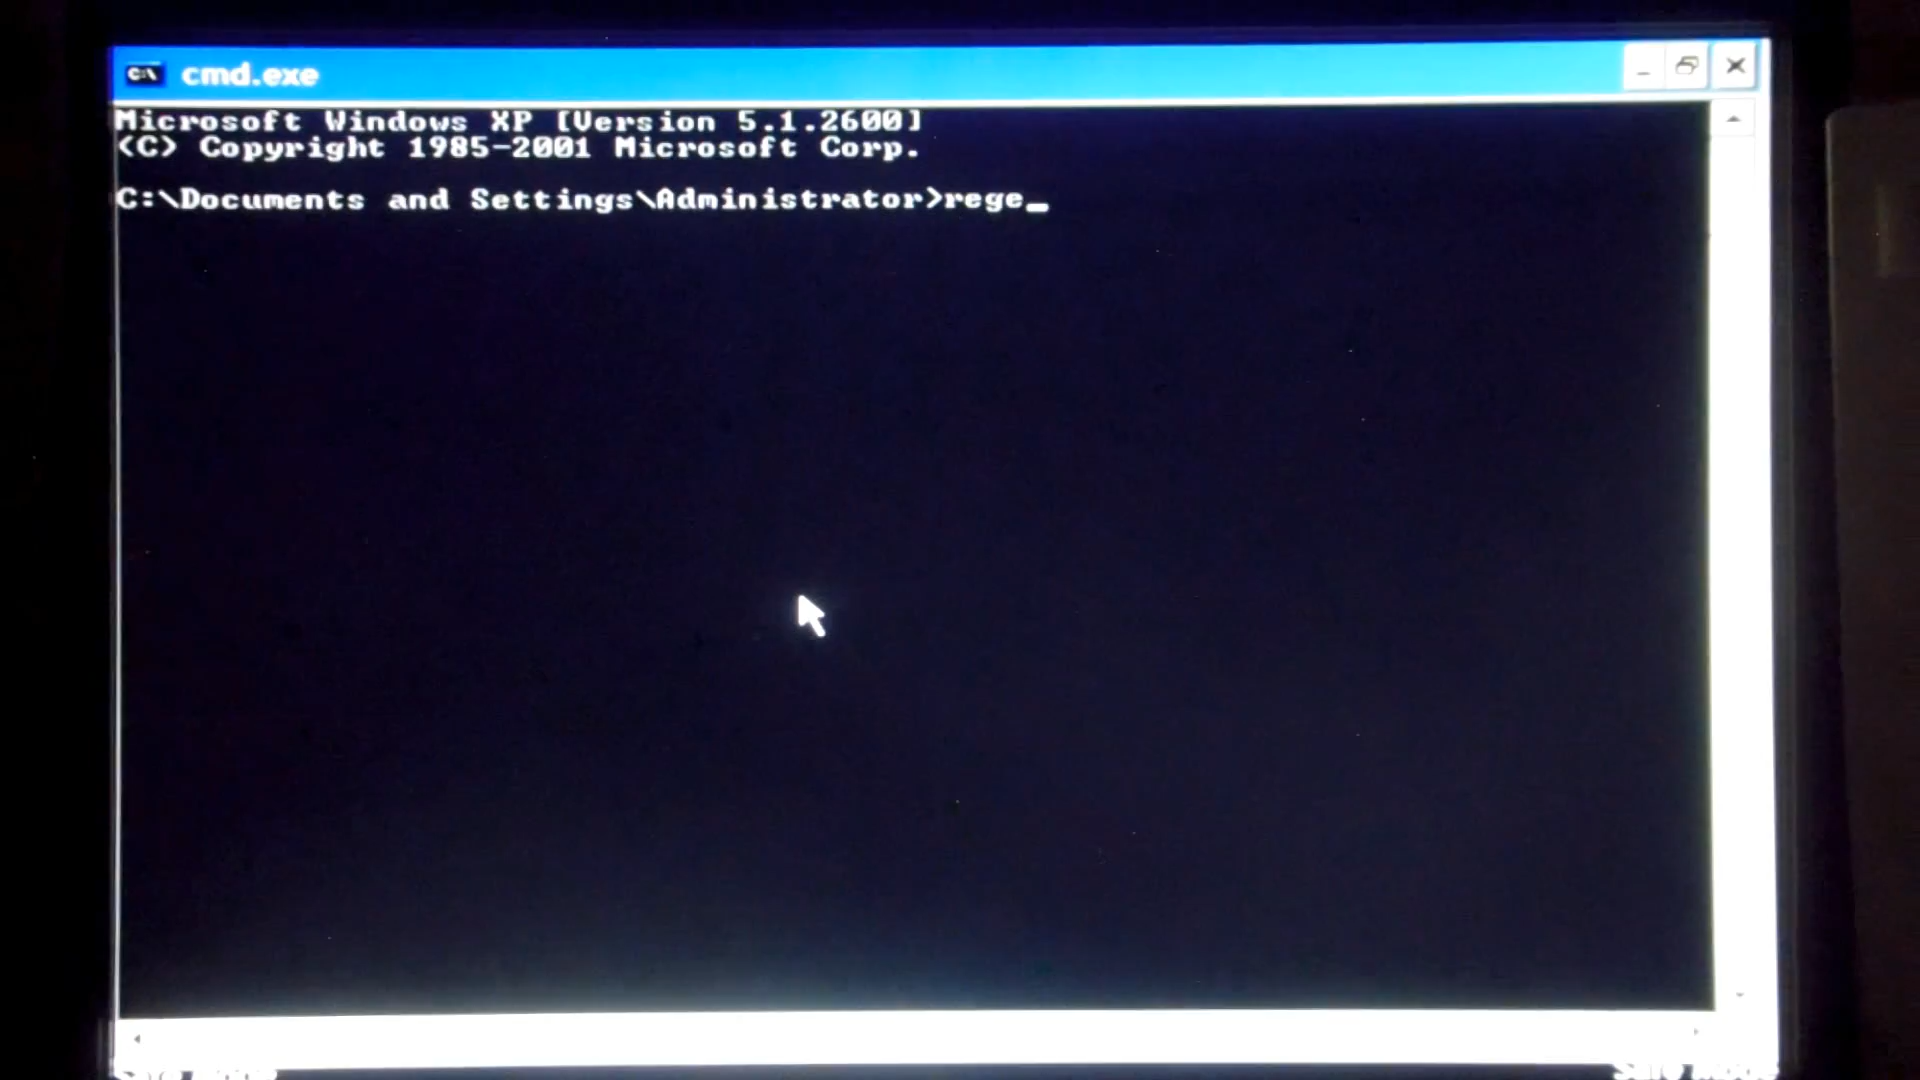 cmd.exe
Microsoft Windows XP [Version 5.1.2600]
(C) Copyright 1985-2001 Microsoft Corp.
C:\Documents and Settings\Administrator>rege_